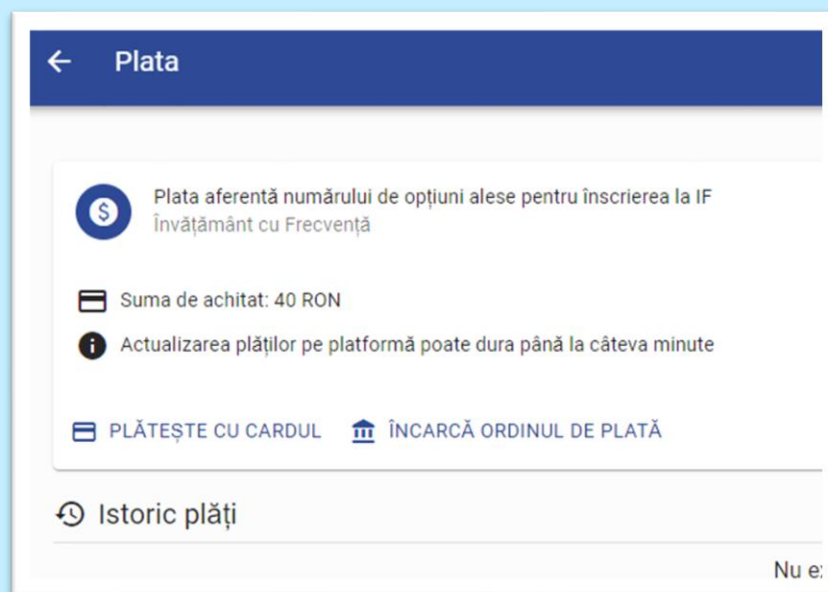 Plata
Plata aferentă numărului de opțiuni alese pentru înscrierea la IF
Învățământ cu Frecvență
Suma de achitat: 40 RON
Actualizarea plăților pe platformă poate dura până la câteva minute
PLĂTEȘTE CU CARDUL ÎNCARCĂ ORDINUL DE PLATĂ
Istoric plăți
Nu